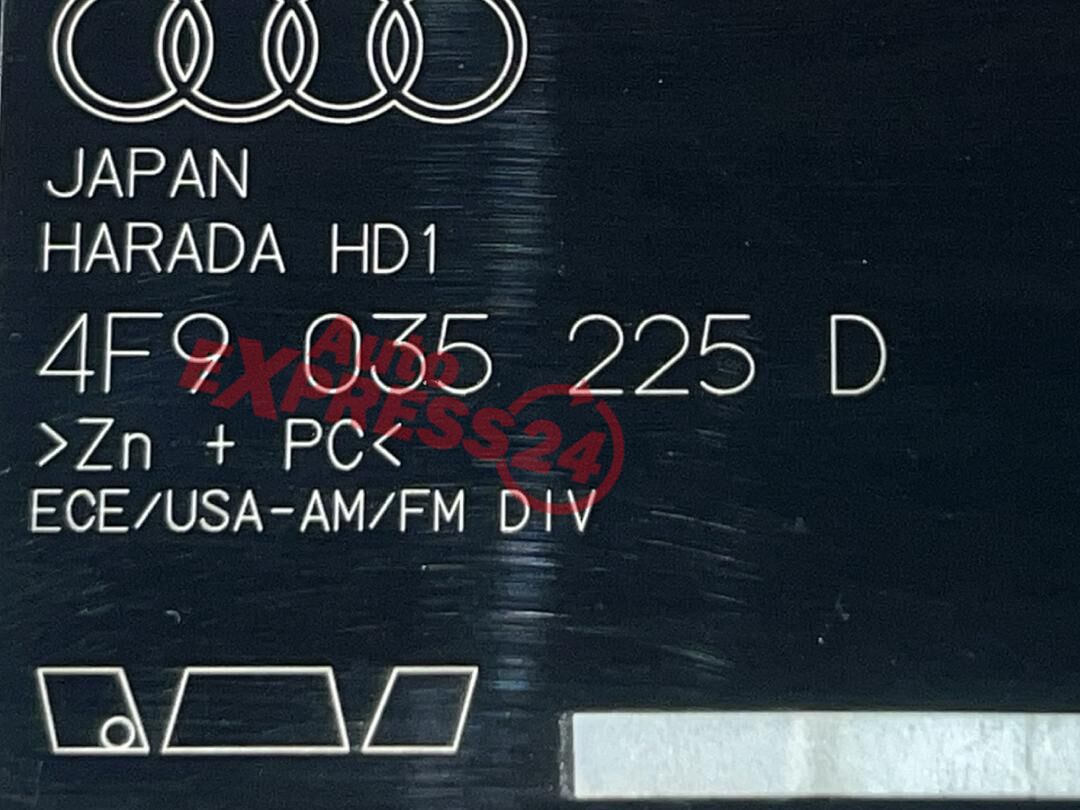 JAPAN
HARADA HD1
4F9 035 225 D
>Zn + PC<
ECE/USA-AM/FM DIV
Auto
EXPRESS24